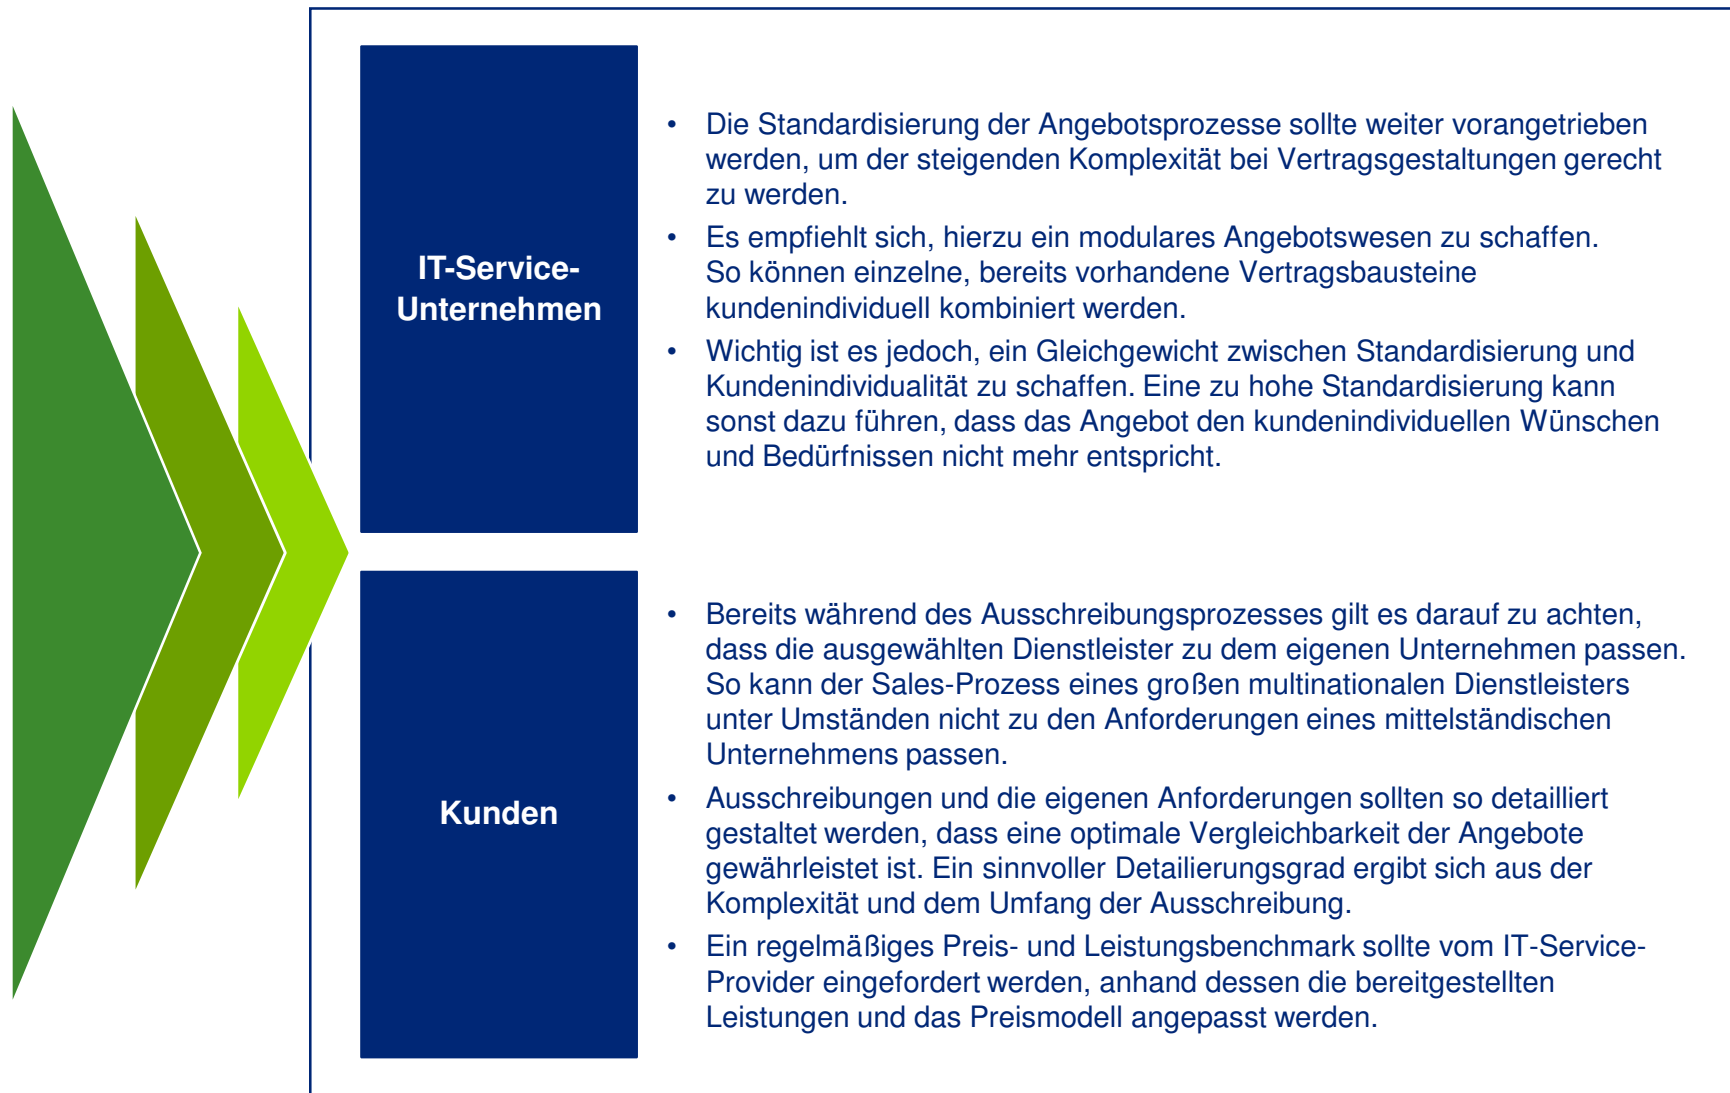 IT-Service-
Unternehmen
• Die Standardisierung der Angebotsprozesse sollte weiter vorangetrieben
werden, um der steigenden Komplexität bei Vertragsgestaltungen gerecht
zu werden.
• Es empfiehlt sich, hierzu ein modulares Angebotswesen zu schaffen.
So können einzelne, bereits vorhandene Vertragsbausteine
kundenindividuell kombiniert werden.
• Wichtig ist es jedoch, ein Gleichgewicht zwischen Standardisierung und
Kundenindividualität zu schaffen. Eine zu hohe Standardisierung kann
sonst dazu führen, dass das Angebot den kundenindividuellen Wünschen
und Bedürfnissen nicht mehr entspricht.
Kunden
• Bereits während des Ausschreibungsprozesses gilt es darauf zu achten,
dass die ausgewählten Dienstleister zu dem eigenen Unternehmen passen.
So kann der Sales-Prozess eines großen multinationalen Dienstleisters
unter Umständen nicht zu den Anforderungen eines mittelständischen
Unternehmens passen.
• Ausschreibungen und die eigenen Anforderungen sollten so detailliert
gestaltet werden, dass eine optimale Vergleichbarkeit der Angebote
gewährleistet ist. Ein sinnvoller Detailierungsgrad ergibt sich aus der
Komplexität und dem Umfang der Ausschreibung.
• Ein regelmäßiges Preis- und Leistungsbenchmark sollte vom IT-Service-
Provider eingefordert werden, anhand dessen die bereitgestellten
Leistungen und das Preismodell angepasst werden.